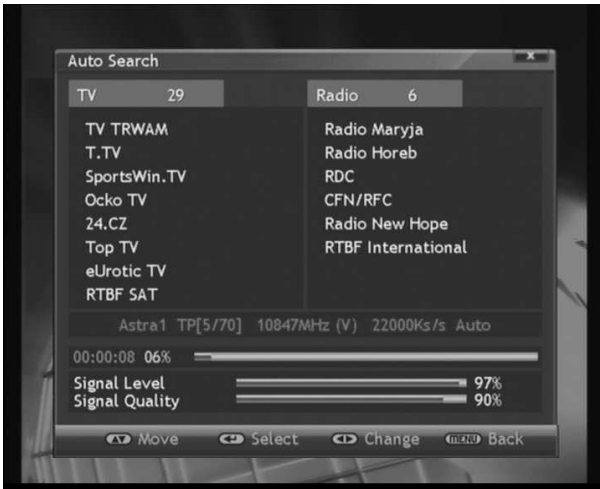 Auto Search
x
TV 29
Radio 6
TV TRWAM
T.TV
SportsWin.TV
Ocko TV
24.CZ
Top TV
eUrotic TV
RTBF SAT
Radio Maryja
Radio Horeb
RDC
CFN/RFC
Radio New Hope
RTBF International
Astra1 TP[5/70] 10847MHz (V) 22000Ks/s Auto
00:00:08 06%
Signal Level 97%
Signal Quality 90%
Move Select Change MENU Back